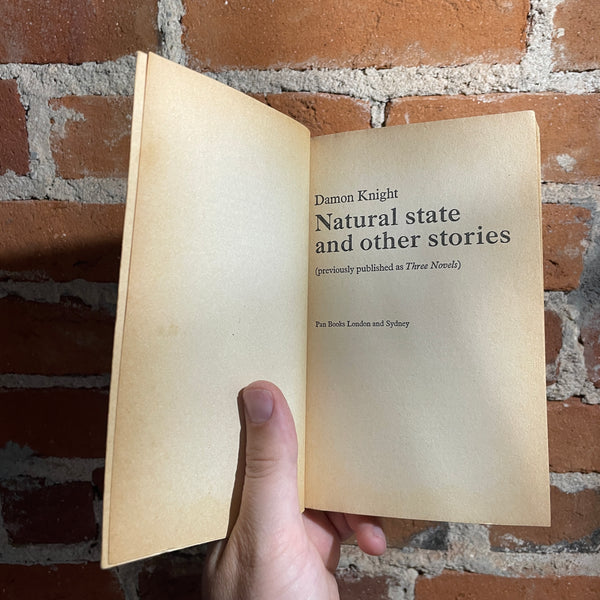 Damon Knight
Natural state
and other stories
(previously published as Three Novels)
Pan Books London and Sydney